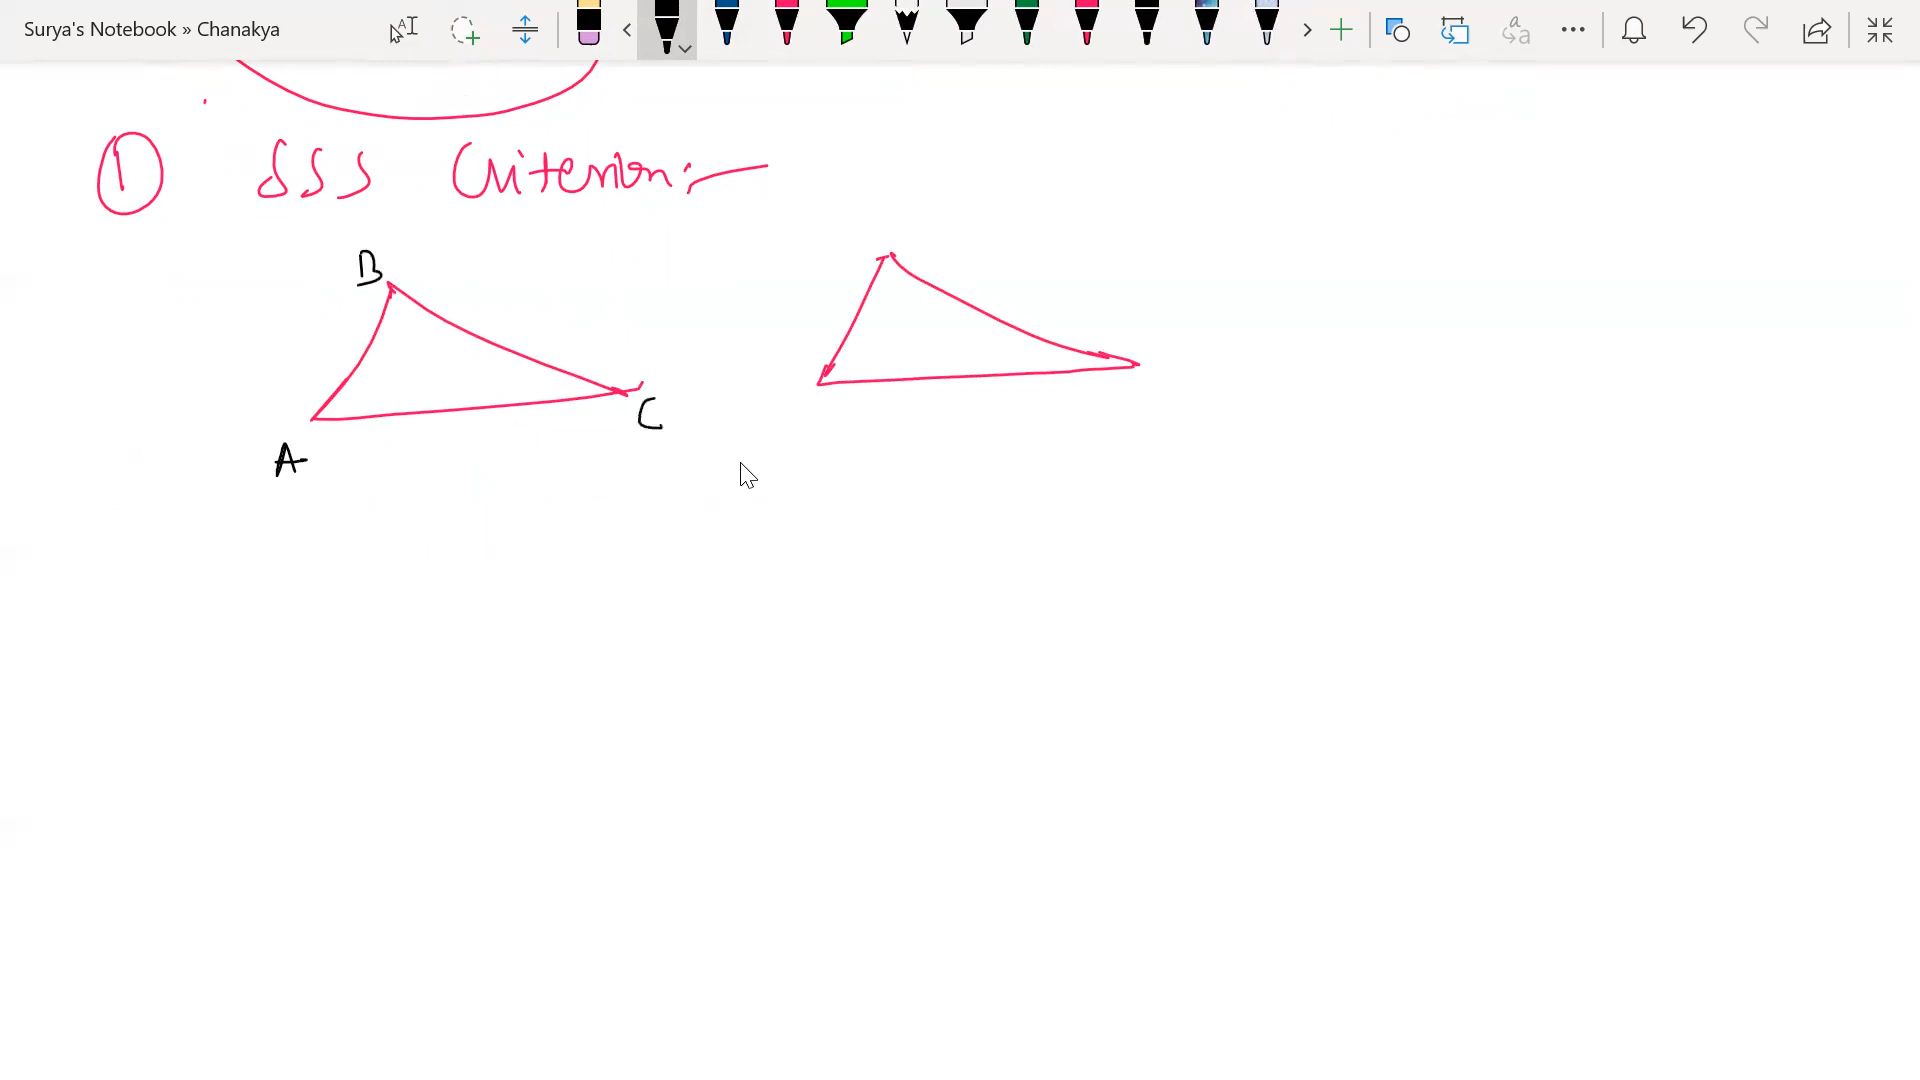 Surya's Notebook » Chanakya
① SSS Criterion:—
B
C
A